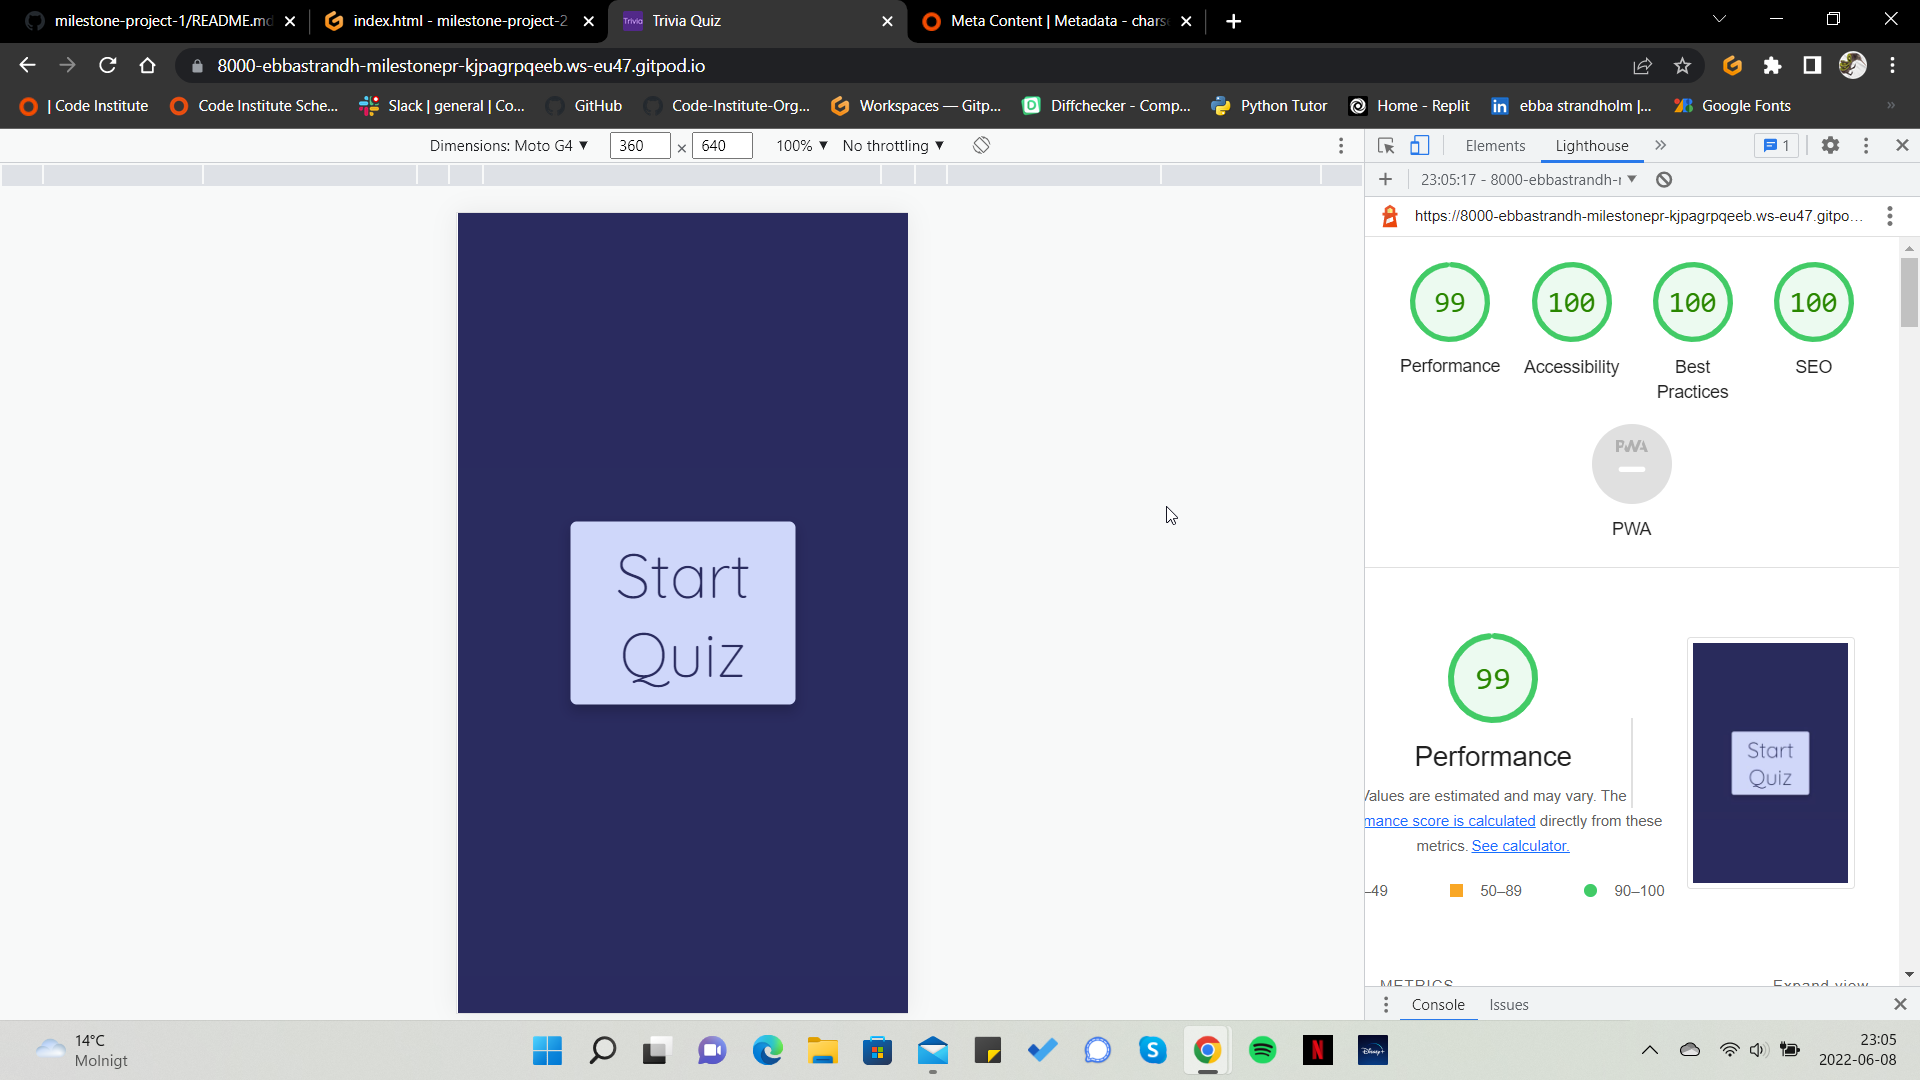 milestone-project-1/README.md
index.html - milestone-project-2
Trivia
Trivia Quiz
Meta Content | Metadata - chars
8000-ebbastrandh-milestonepr-kjpagrpqeeb.ws-eu47.gitpod.io
| Code Institute
Code Institute Sche...
Slack | general | Co...
GitHub
Code-Institute-Org...
Workspaces — Gitp...
Diffchecker - Comp...
Python Tutor
Home - Replit
ebba strandholm |...
Google Fonts
Dimensions: Moto G4
360 × 640
100%
No throttling
Elements
Lighthouse
1
23:05:17 - 8000-ebbastrandh-r
https://8000-ebbastrandh-milestonepr-kjpagrpqeeb.ws-eu47.gitpo...
99
100
100
100
Performance
Accessibility
Best
Practices
SEO
PWA
PWA
Start
Quiz
99
Performance
Values are estimated and may vary. The
mance score is calculated directly from these
metrics. See calculator.
–49
50–89
90–100
Start
Quiz
METRICS
Expand view
Console
Issues
14°C
Molnigt
Disney+
23:05
2022-06-08